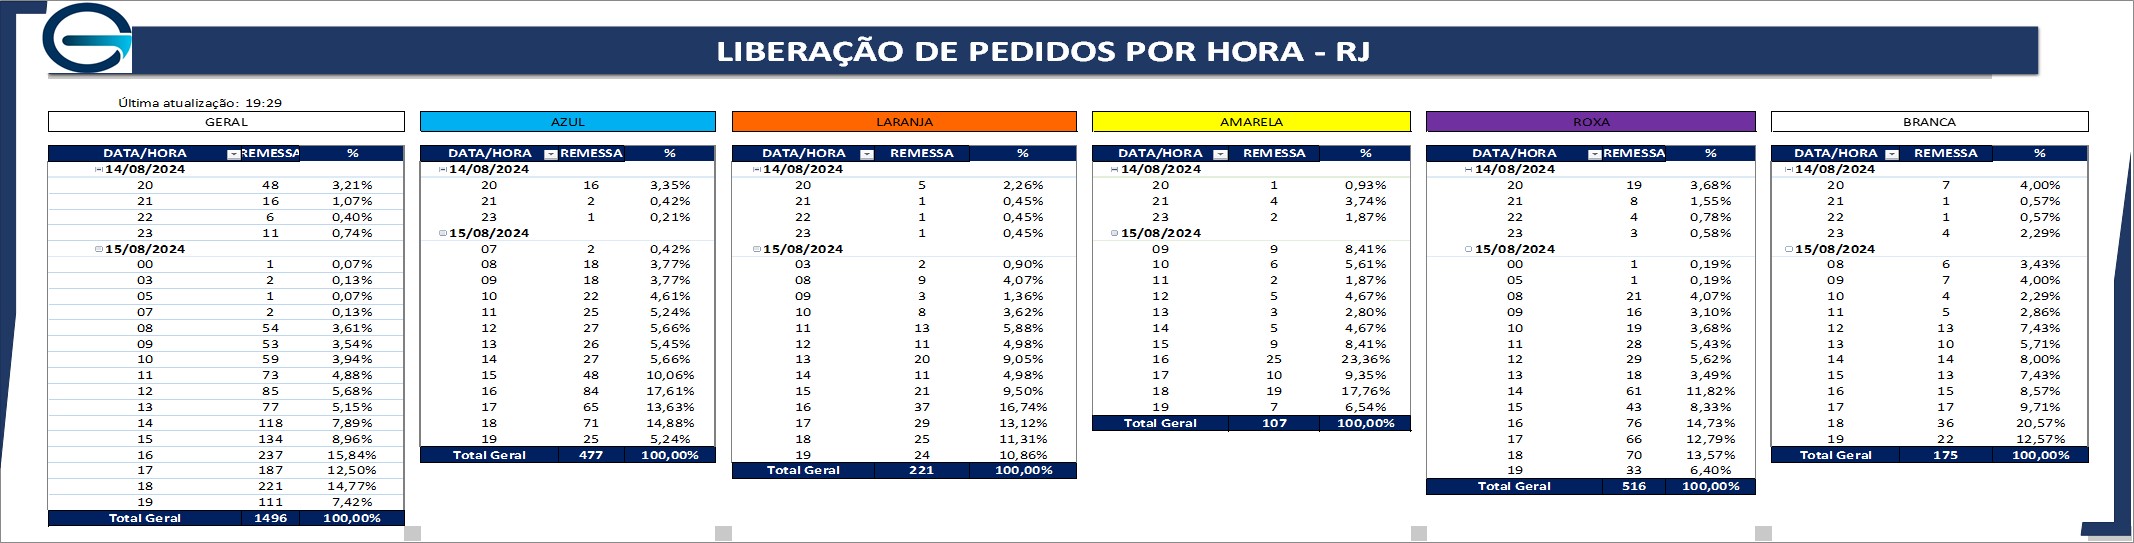 LIBERAÇÃO DE PEDIDOS POR HORA - RJ
Última atualização: 19:29
GERAL
DATA/HORA REMESSA %
14/08/2024
20 48 3,21%
21 16 1,07%
22 6 0,40%
23 11 0,74%
15/08/2024
00 1 0,07%
03 2 0,13%
05 1 0,07%
07 2 0,13%
08 54 3,61%
09 53 3,54%
10 59 3,94%
11 73 4,88%
12 85 5,68%
13 77 5,15%
14 118 7,89%
15 134 8,96%
16 237 15,84%
17 187 12,50%
18 221 14,77%
19 111 7,42%
Total Geral 1496 100,00%
AZUL
DATA/HORA REMESSA %
14/08/2024
20 16 3,35%
21 2 0,42%
23 1 0,21%
15/08/2024
07 2 0,42%
08 18 3,77%
09 18 3,77%
10 22 4,61%
11 25 5,24%
12 27 5,66%
13 26 5,45%
14 27 5,66%
15 48 10,06%
16 84 17,61%
17 65 13,63%
18 71 14,88%
19 25 5,24%
Total Geral 477 100,00%
LARANJA
DATA/HORA REMESSA %
14/08/2024
20 5 2,26%
21 1 0,45%
22 1 0,45%
23 1 0,45%
15/08/2024
03 2 0,90%
08 9 4,07%
09 3 1,36%
10 8 3,62%
11 13 5,88%
12 11 4,98%
13 20 9,05%
14 11 4,98%
15 21 9,50%
16 37 16,74%
17 29 13,12%
18 25 11,31%
19 24 10,86%
Total Geral 221 100,00%
AMARELA
DATA/HORA REMESSA %
14/08/2024
20 1 0,93%
21 4 3,74%
23 2 1,87%
15/08/2024
09 9 8,41%
10 6 5,61%
11 2 1,87%
12 5 4,67%
13 3 2,80%
14 5 4,67%
15 9 8,41%
16 25 23,36%
17 10 9,35%
18 19 17,76%
19 7 6,54%
Total Geral 107 100,00%
ROXA
DATA/HORA REMESSA %
14/08/2024
20 19 3,68%
21 8 1,55%
22 4 0,78%
23 3 0,58%
15/08/2024
00 1 0,19%
05 1 0,19%
08 21 4,07%
09 16 3,10%
10 19 3,68%
11 28 5,43%
12 29 5,62%
13 18 3,49%
14 61 11,82%
15 43 8,33%
16 76 14,73%
17 66 12,79%
18 70 13,57%
19 33 6,40%
Total Geral 516 100,00%
BRANCA
DATA/HORA REMESSA %
14/08/2024
20 7 4,00%
21 1 0,57%
22 1 0,57%
23 4 2,29%
15/08/2024
08 6 3,43%
09 7 4,00%
10 4 2,29%
11 5 2,86%
12 13 7,43%
13 10 5,71%
14 14 8,00%
15 13 7,43%
16 15 8,57%
17 17 9,71%
18 36 20,57%
19 22 12,57%
Total Geral 175 100,00%